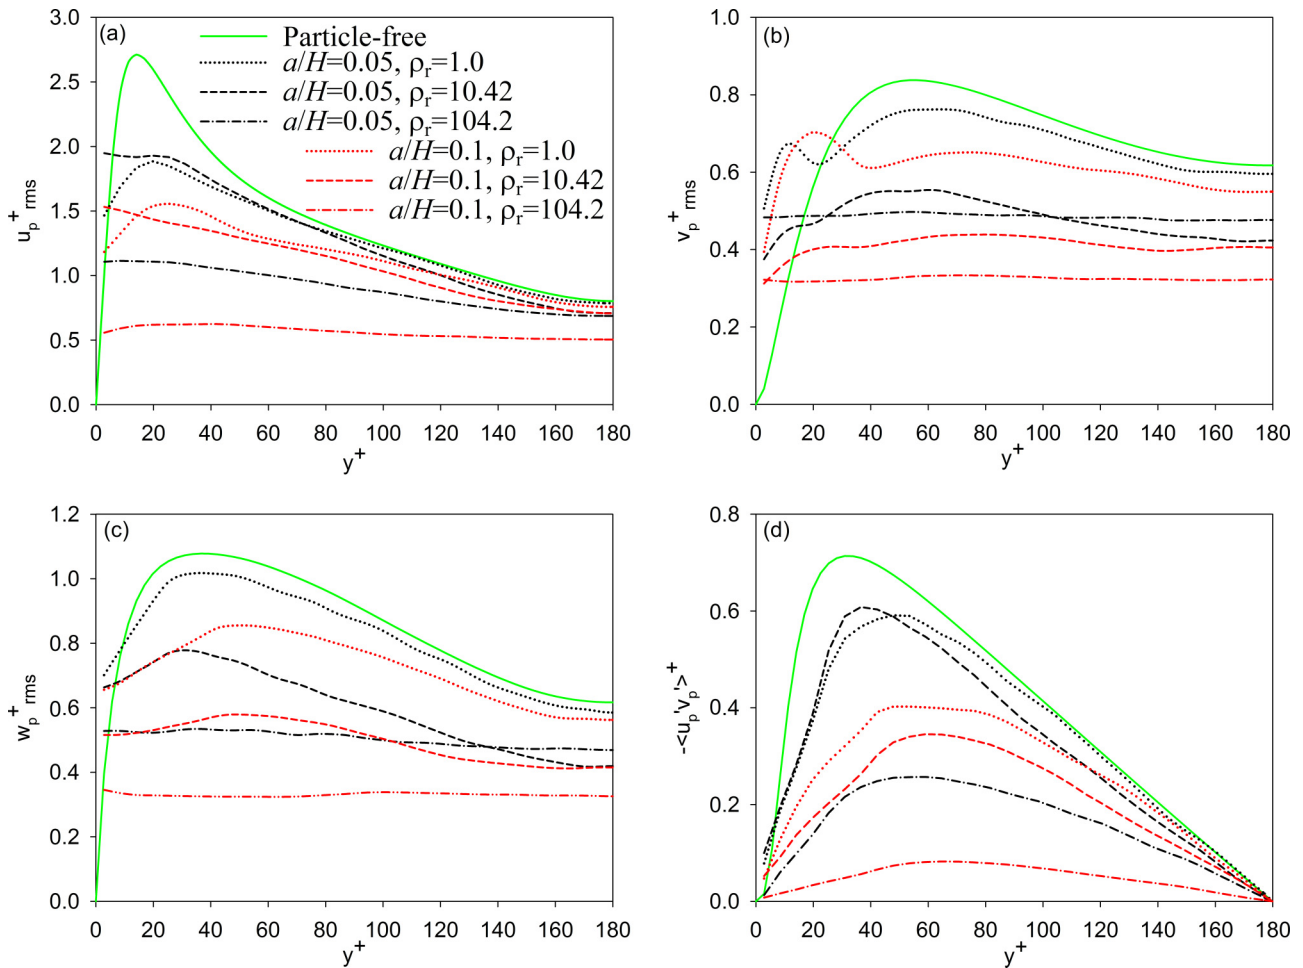 (a)
Particle-free
a/H=0.05, ρr=1.0
a/H=0.05, ρr=10.42
a/H=0.05, ρr=104.2
a/H=0.1, ρr=1.0
a/H=0.1, ρr=10.42
a/H=0.1, ρr=104.2
3.0
2.5
2.0
1.5
1.0
0.5
0.0
up+rms
0 20 40 60 80 100 120 140 160 180
y+
(b)
1.0
0.8
0.6
0.4
0.2
0.0
vp+rms
0 20 40 60 80 100 120 140 160 180
y+
(c)
1.2
1.0
0.8
0.6
0.4
0.2
0.0
wp+rms
0 20 40 60 80 100 120 140 160 180
y+
(d)
0.8
0.6
0.4
0.2
0.0
-<up'vp'>+
0 20 40 60 80 100 120 140 160 180
y+